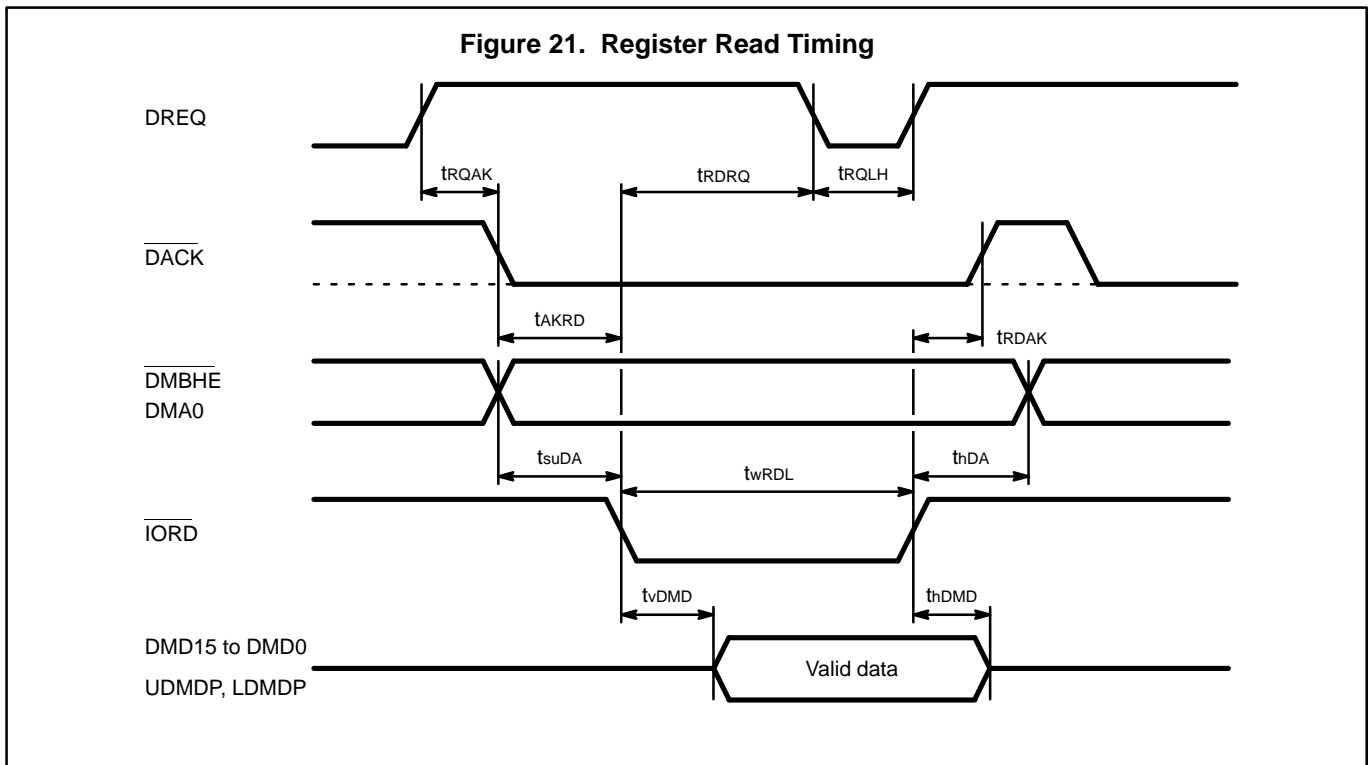 Figure 21. Register Read Timing
DREQ
tRQAK
tRDRQ
tRQLH
DACK
tAKRD
tRDAK
DMBHE
DMA0
tsuDA
twRDL
thDA
IORD
tvDMD
thDMD
DMD15 to DMD0
UDMDP, LDMDP
Valid data